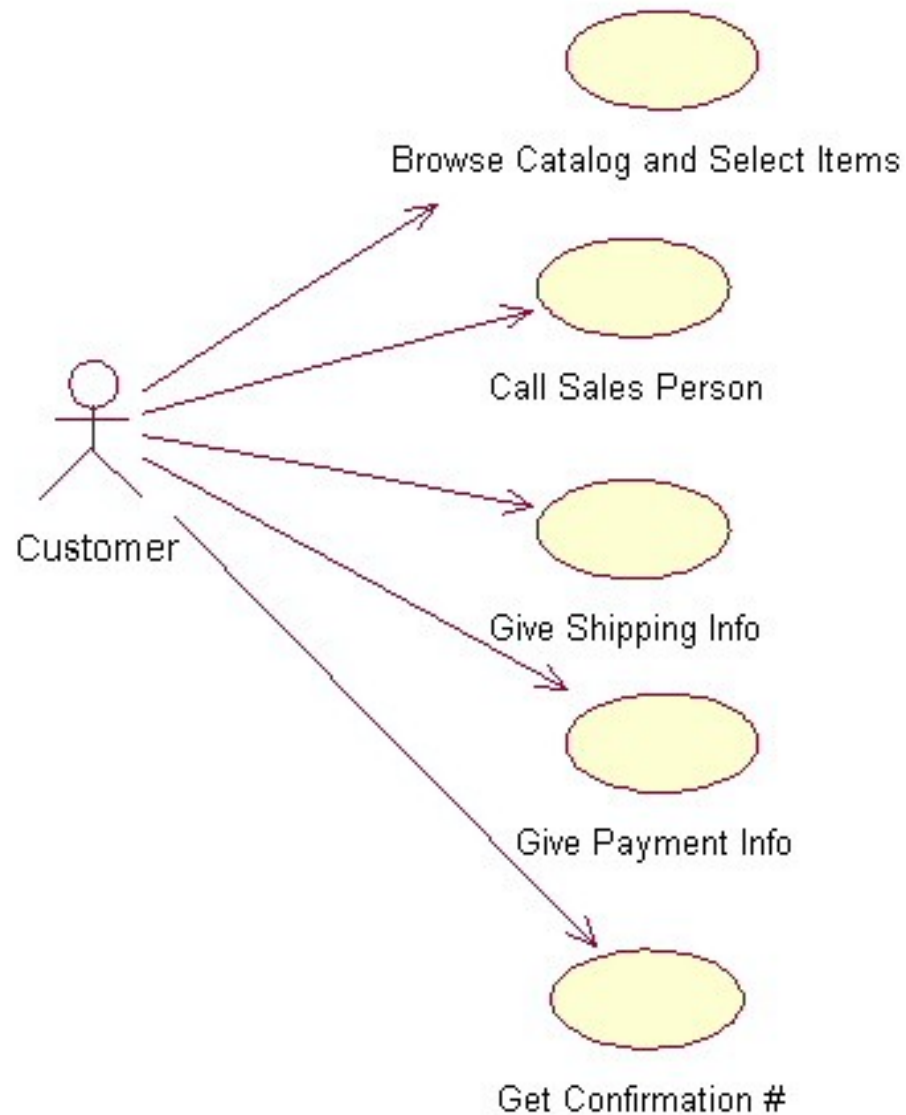 Browse Catalog and Select Items
Call Sales Person
Customer
Give Shipping Info
Give Payment Info
Get Confirmation #